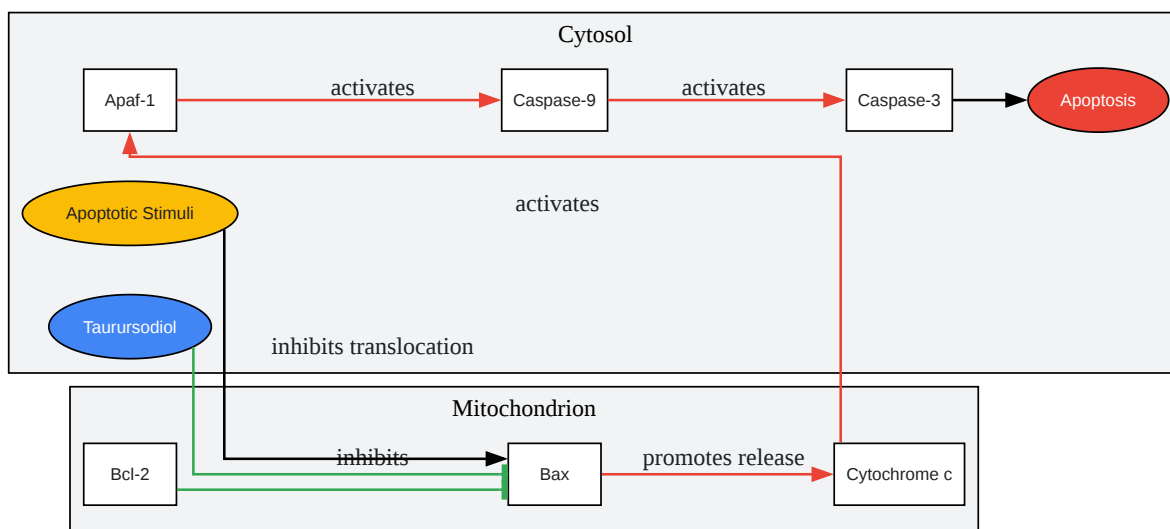 Cytosol
Apaf-1
activates
Caspase-9
activates
Caspase-3
Apoptosis
activates
Apoptotic Stimuli
Taurursodiol
inhibits translocation
Mitochondrion
Bcl-2
inhibits
Bax
promotes release
Cytochrome c